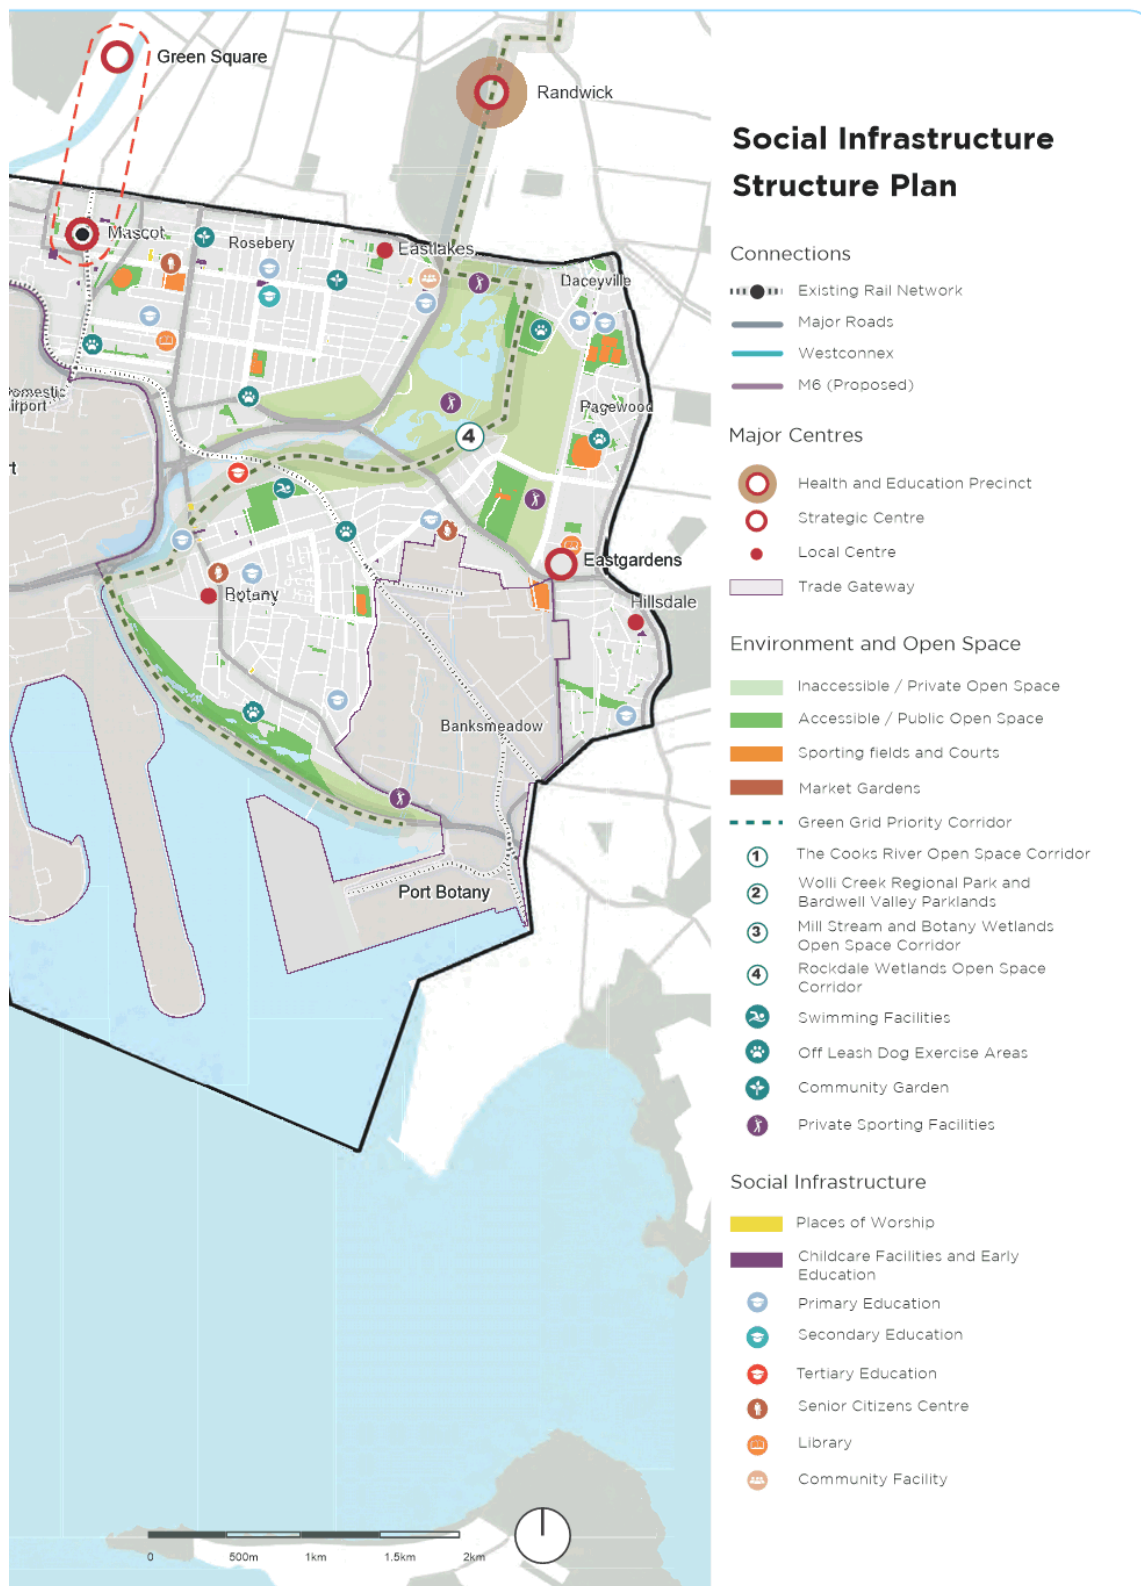 Green Square
Randwick
Mascot
Rosebery
Eastlakes
Daceyville
Airport
Pagewood
4
t
Eastgardens
Botany
Hillsdale
Banksmeadow
Port Botany
0 500m 1km 1.5km 2km
Social Infrastructure
Structure Plan
Connections
Existing Rail Network
Major Roads
Westconnex
M6 (Proposed)
Major Centres
Health and Education Precinct
Strategic Centre
Local Centre
Trade Gateway
Environment and Open Space
Inaccessible / Private Open Space
Accessible / Public Open Space
Sporting fields and Courts
Market Gardens
Green Grid Priority Corridor
1 The Cooks River Open Space Corridor
2 Wolli Creek Regional Park and
Bardwell Valley Parklands
3 Mill Stream and Botany Wetlands
Open Space Corridor
4 Rockdale Wetlands Open Space
Corridor
Swimming Facilities
Off Leash Dog Exercise Areas
Community Garden
Private Sporting Facilities
Social Infrastructure
Places of Worship
Childcare Facilities and Early
Education
Primary Education
Secondary Education
Tertiary Education
Senior Citizens Centre
Library
Community Facility